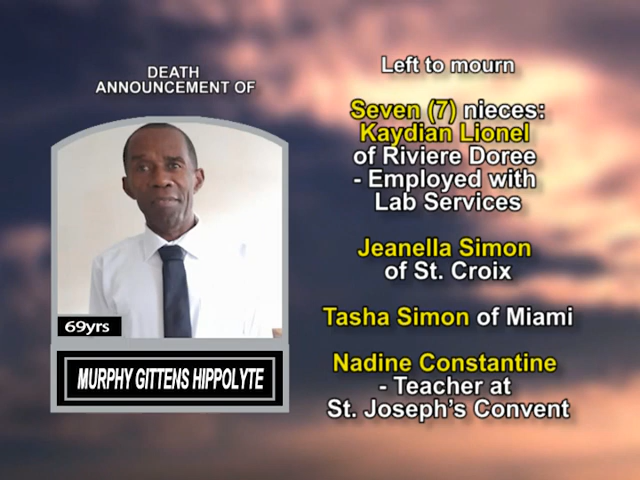 DEATH
ANNOUNCEMENT OF
69yrs
MURPHY GITTENS HIPPOLYTE
Left to mourn
Seven (7) nieces:
Kaydian Lionel
of Riviere Doree
- Employed with
Lab Services
Jeanella Simon
of St. Croix
Tasha Simon of Miami
Nadine Constantine
- Teacher at
St. Joseph's Convent